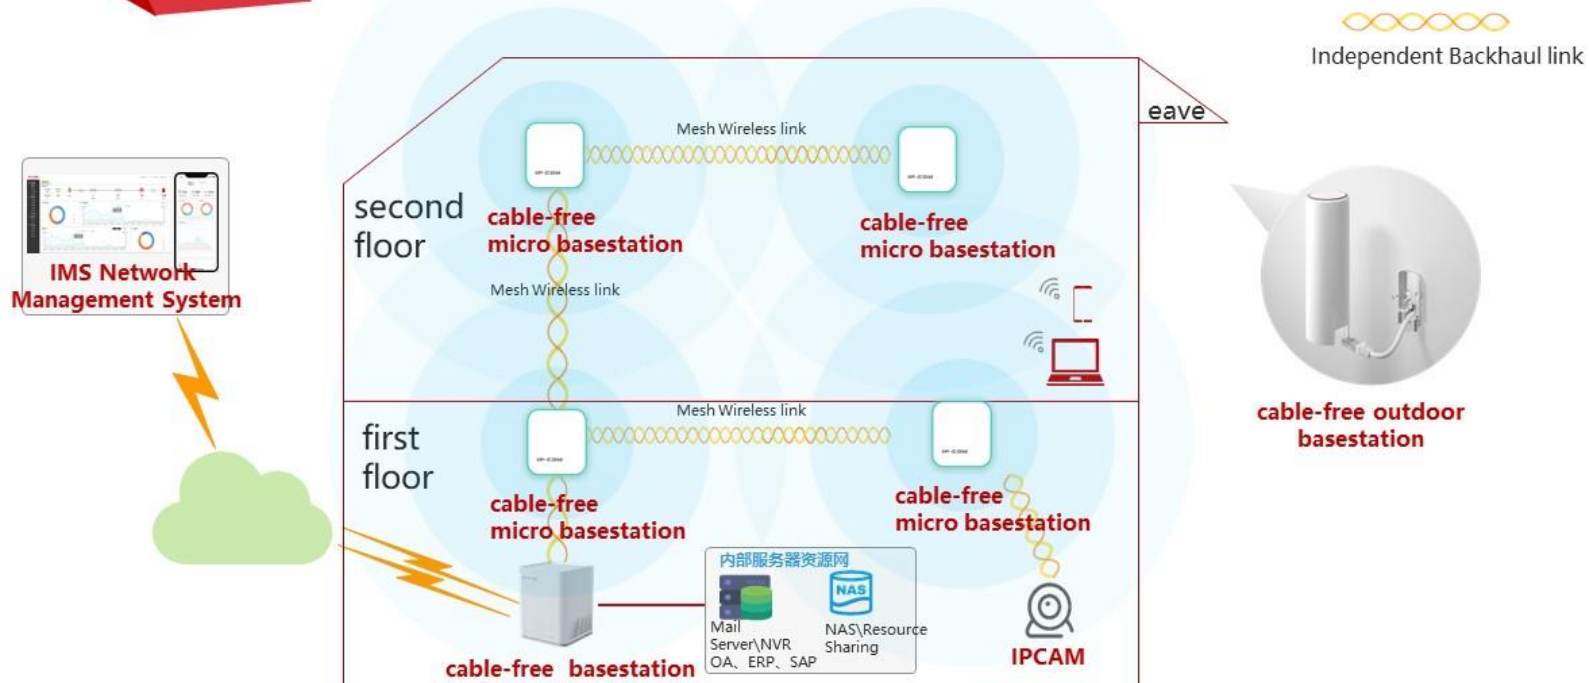 Independent Backhaul link
eave
Mesh Wireless link
second
floor
cable-free
micro basestation
cable-free
micro basestation
IMS Network
Management System
Mesh Wireless link
cable-free outdoor
basestation
Mesh Wireless link
first
floor
cable-free
micro basestation
cable-free
micro basestation
内部服务器资源网
NAS
Mail
Server\NVR
OA、ERP、SAP
NAS\Resource
Sharing
IPCAM
cable-free basestation